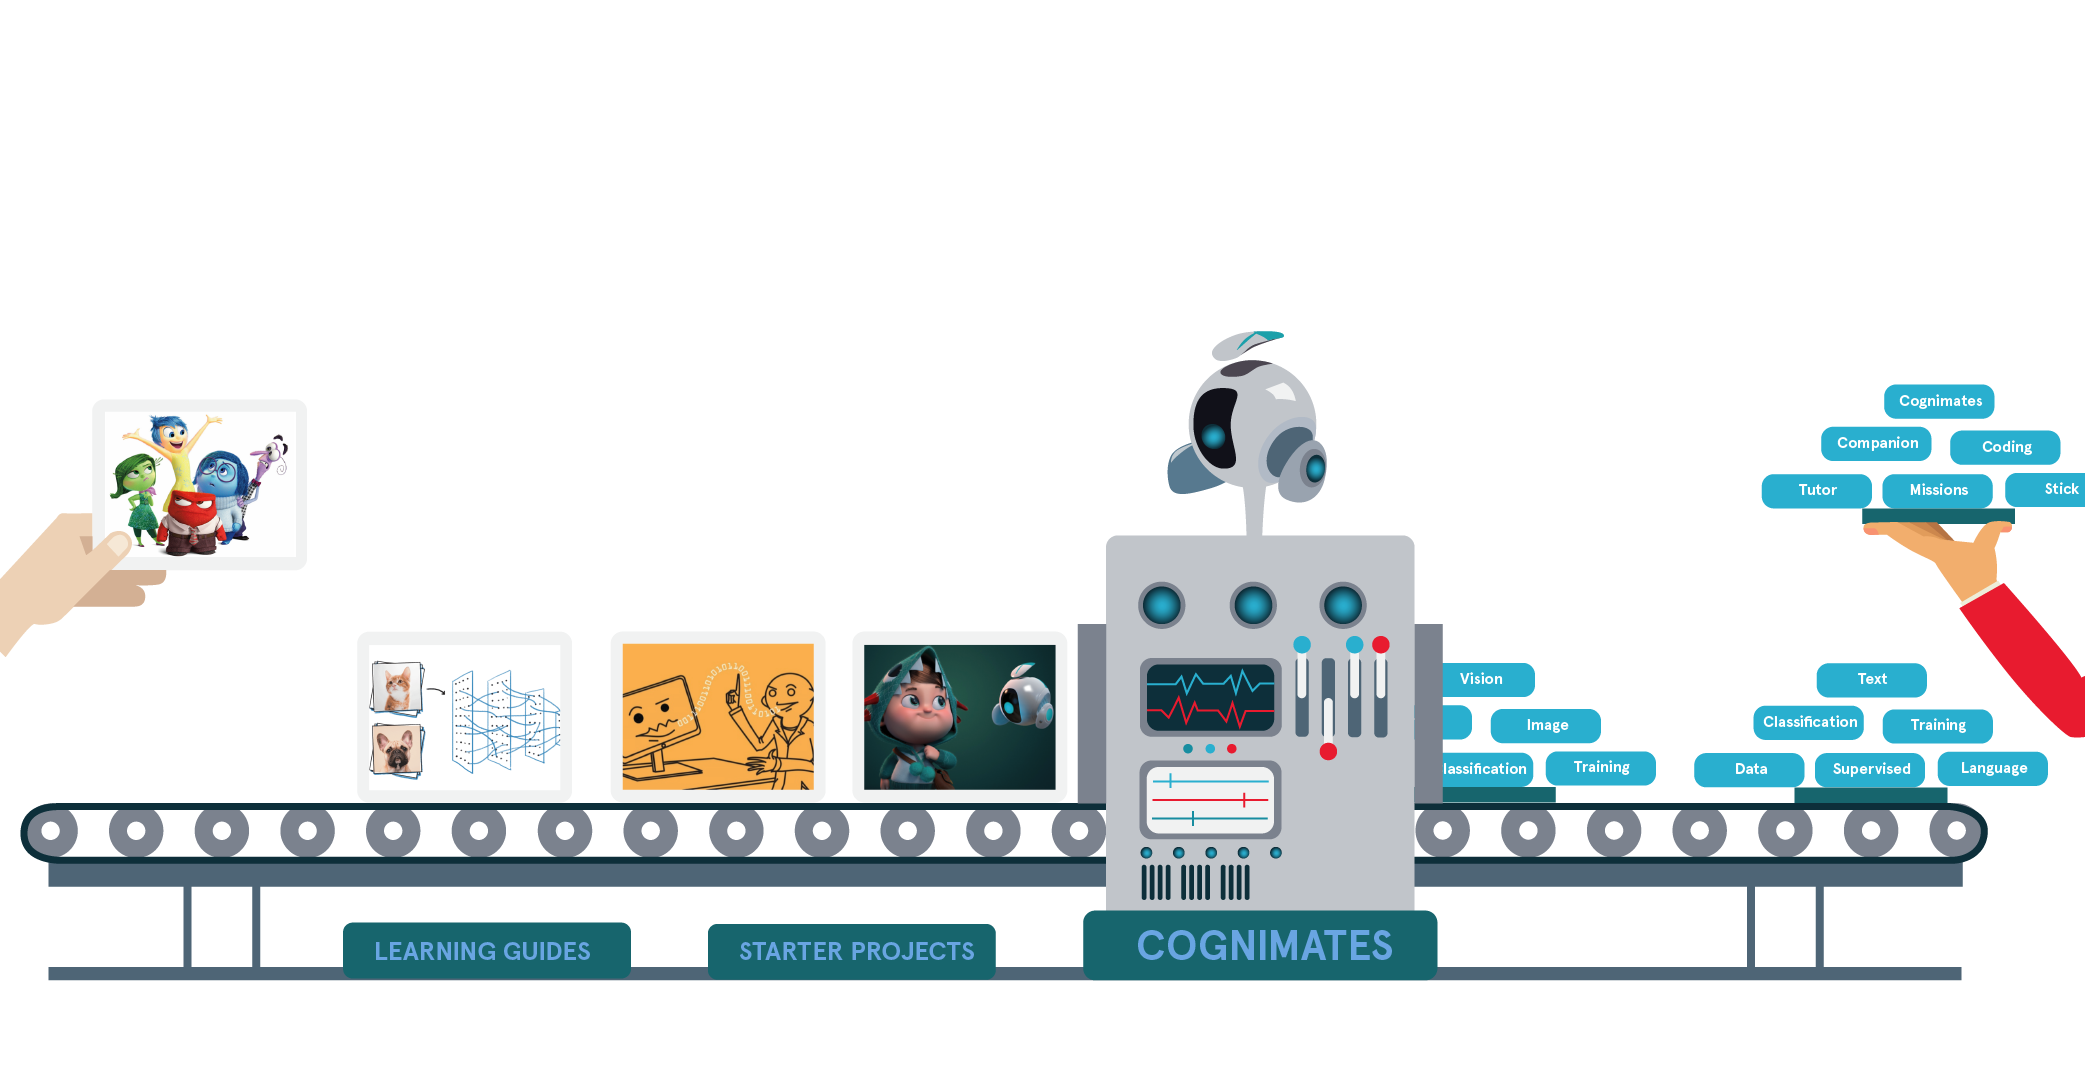 Cognimates
Companion
Coding
Tutor
Missions
Stick
Vision
Image
lassification
Training
Text
Classification
Training
Data
Supervised
Language
LEARNING GUIDES
STARTER PROJECTS
COGNIMATES